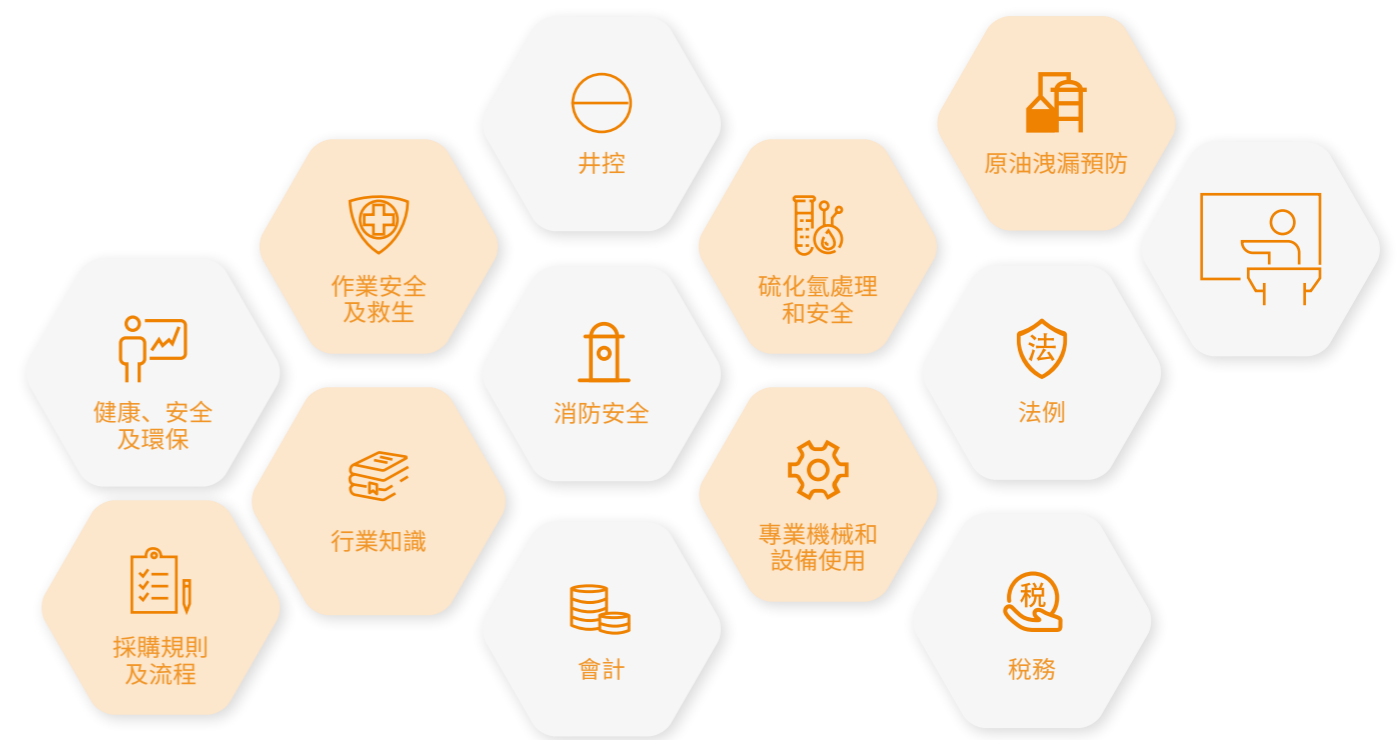 井控
原油洩漏預防
作業安全
及救生
硫化氫處理
和安全
健康、安全
及環保
消防安全
法
法例
行業知識
專業機械和
設備使用
採購規則
及流程
會計
税
稅務